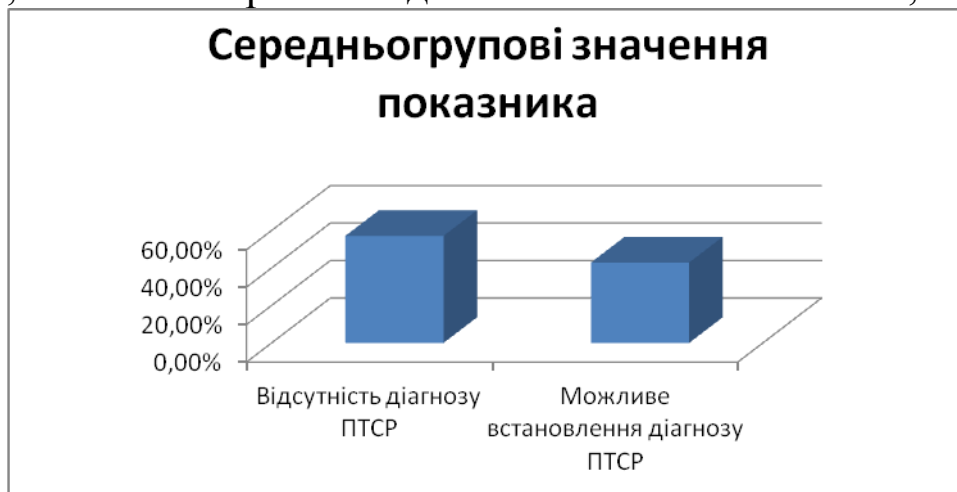 Середньогрупові значення
показника
60,00%
40,00%
20,00%
0,00%
Відсутність діагнозу
ПТСР
Можливе
встановлення діагнозу
ПТСР